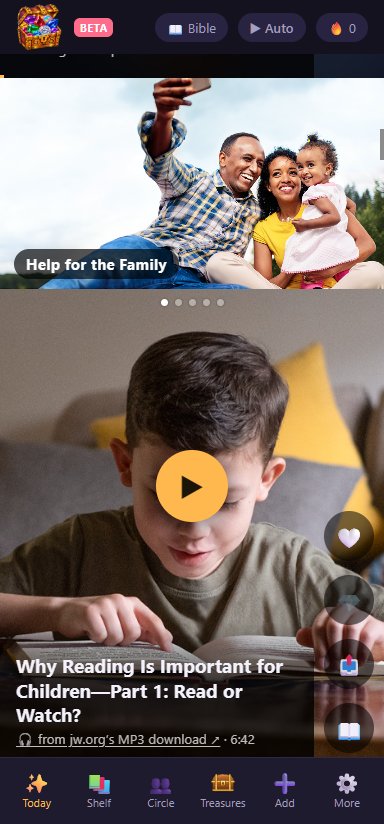 BETA
Bible
Auto
0
Help for the Family
Why Reading Is Important for
Children—Part 1: Read or
Watch?
from jw.org’s MP3 download ↗ · 6:42
Today
Shelf
Circle
Treasures
Add
More